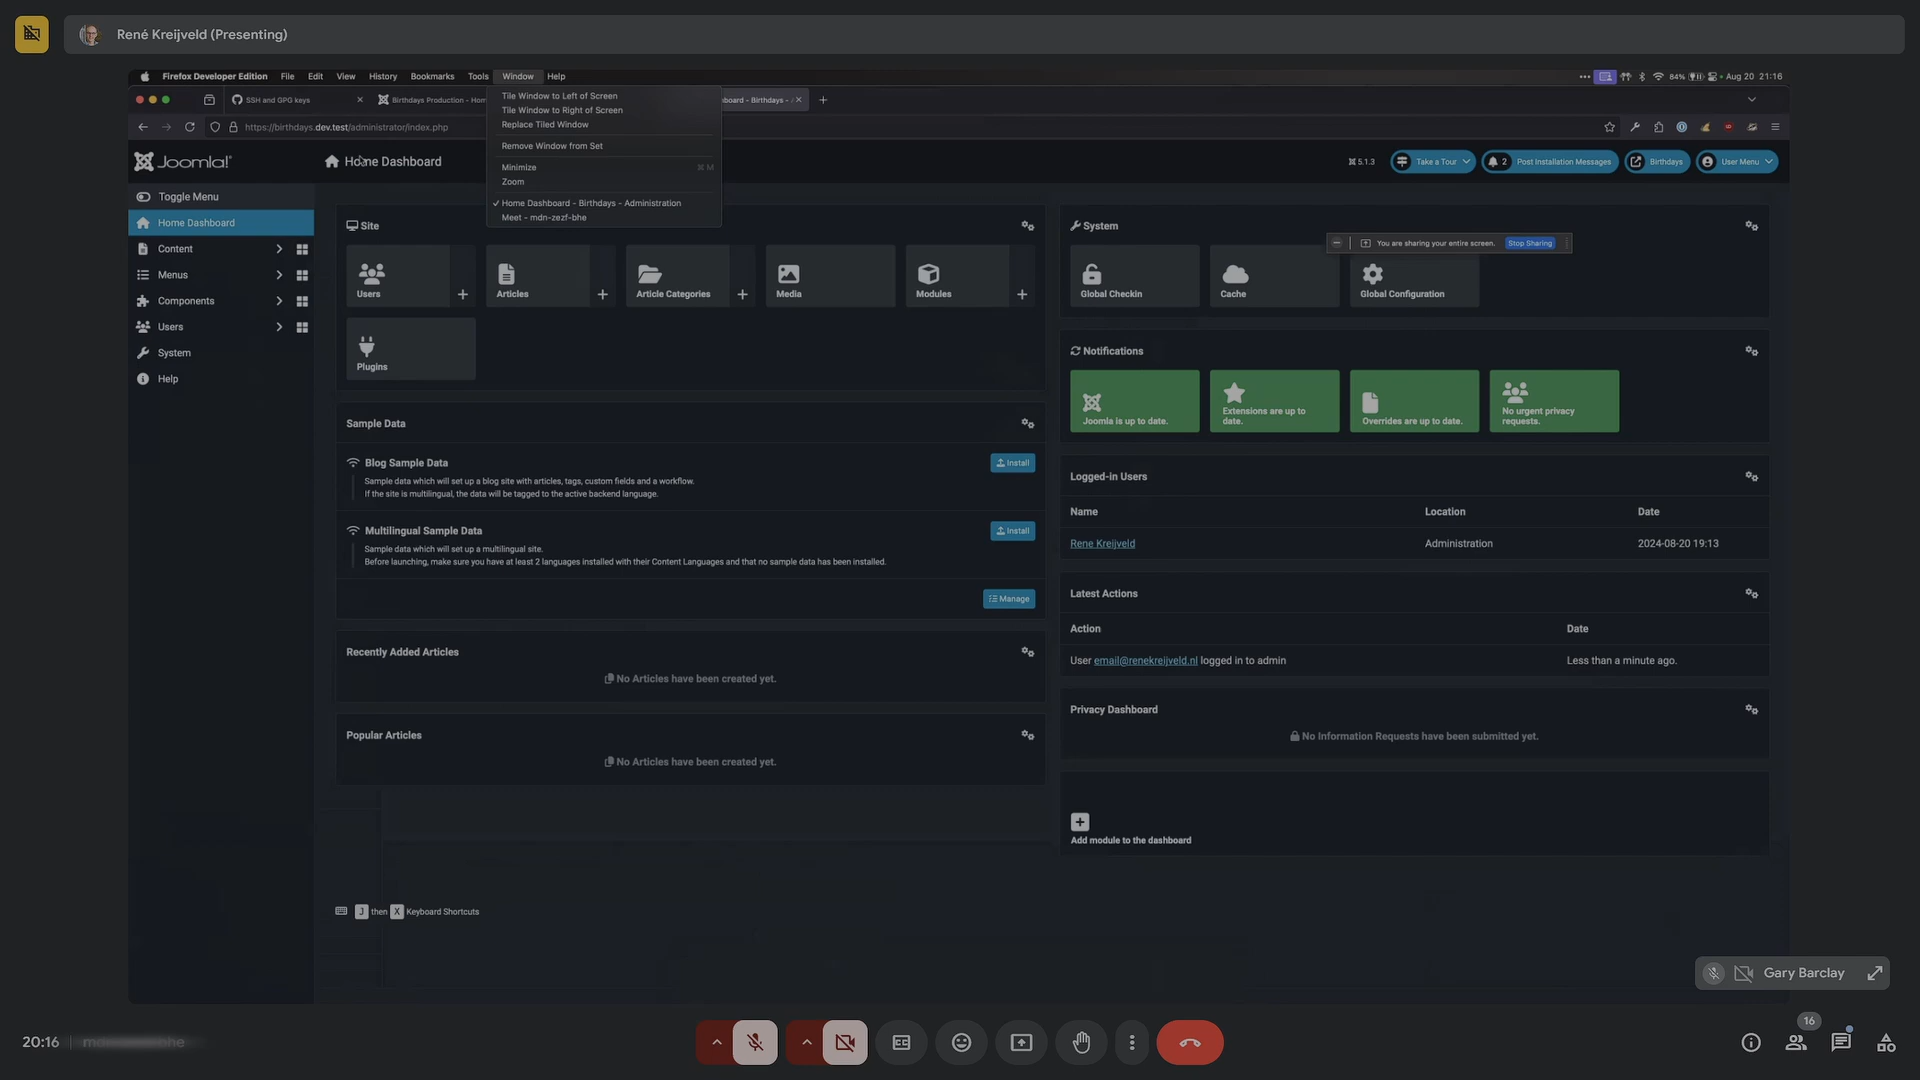 René Kreijveld (Presenting)
Firefox Developer Edition File Edit View History Bookmarks Tools Window Help
84% Aug 20 21:16
SSH and GPG keys
Birthdays Production - Hom
board - Birthdays -
https://birthdays.dev.test/administrator/index.php
Tile Window to Left of Screen
Tile Window to Right of Screen
Replace Tiled Window
Remove Window from Set
Minimize ⌘ M
Zoom
✓ Home Dashboard - Birthdays - Administration
Meet - mdn-zezf-bhe
Joomla!®
Home Dashboard
5.1.3
Take a Tour
2 Post Installation Messages
Birthdays
User Menu
Toggle Menu
Home Dashboard
Content
Menus
Components
Users
System
Help
Site
Users
Articles
Article Categories
Media
Modules
Plugins
Sample Data
Blog Sample Data
Install
Sample data which will set up a blog site with articles, tags, custom fields and a workflow.
If the site is multilingual, the data will be tagged to the active backend language.
Multilingual Sample Data
Install
Sample data which will set up a multilingual site.
Before launching, make sure you have at least 2 languages installed with their Content Languages and that no sample data has been installed.
Manage
Recently Added Articles
No Articles have been created yet.
Popular Articles
No Articles have been created yet.
J then X Keyboard Shortcuts
System
You are sharing your entire screen. Stop Sharing
Global Checkin
Cache
Global Configuration
Notifications
Joomla is up to date.
Extensions are up to
date.
Overrides are up to date.
No urgent privacy
requests.
Logged-in Users
Name Location Date
Rene Kreijveld Administration 2024-08-20 19:13
Latest Actions
Action Date
User email@renekreijveld.nl logged in to admin Less than a minute ago.
Privacy Dashboard
No Information Requests have been submitted yet.
Add module to the dashboard
Gary Barclay
20:16
16